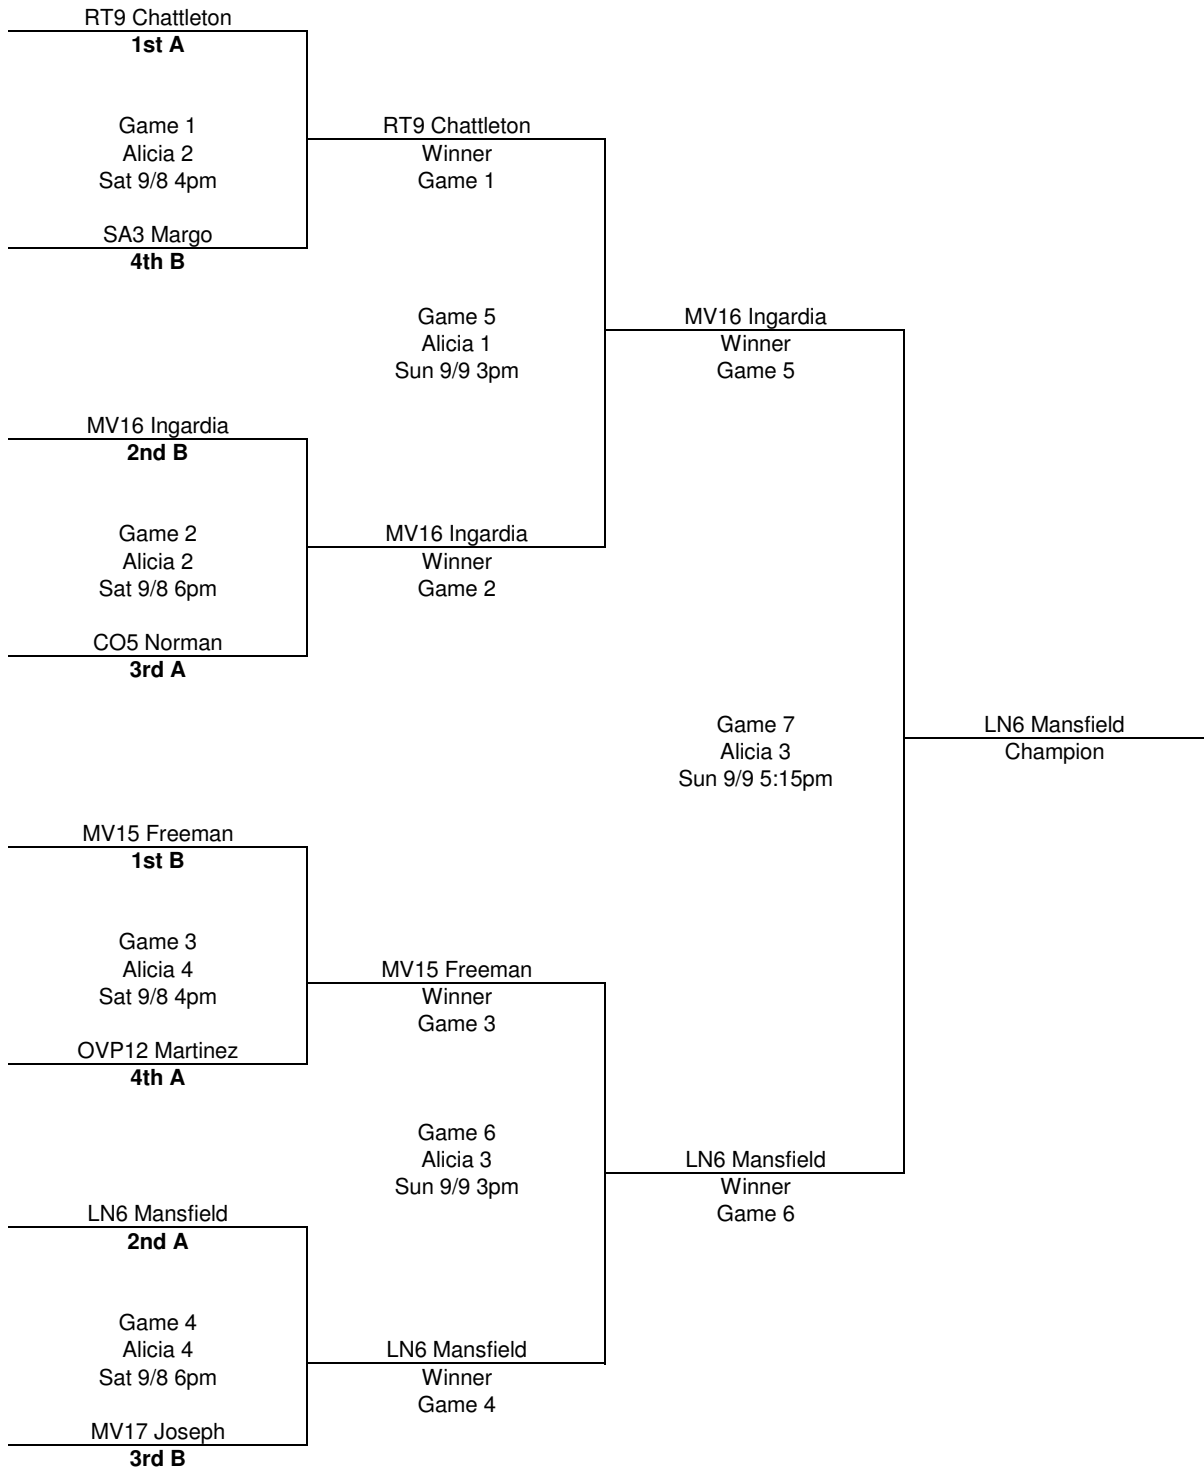 RT9 Chattleton
1st A
Game 1
Alicia 2
Sat 9/8 4pm
RT9 Chattleton
Winner
Game 1
SA3 Margo
4th B
Game 5
Alicia 1
Sun 9/9 3pm
MV16 Ingardia
Winner
Game 5
MV16 Ingardia
2nd B
Game 2
Alicia 2
Sat 9/8 6pm
MV16 Ingardia
Winner
Game 2
CO5 Norman
3rd A
Game 7
Alicia 3
Sun 9/9 5:15pm
LN6 Mansfield
Champion
MV15 Freeman
1st B
Game 3
Alicia 4
Sat 9/8 4pm
MV15 Freeman
Winner
Game 3
OVP12 Martinez
4th A
Game 6
Alicia 3
Sun 9/9 3pm
LN6 Mansfield
Winner
Game 6
LN6 Mansfield
2nd A
Game 4
Alicia 4
Sat 9/8 6pm
LN6 Mansfield
Winner
Game 4
MV17 Joseph
3rd B